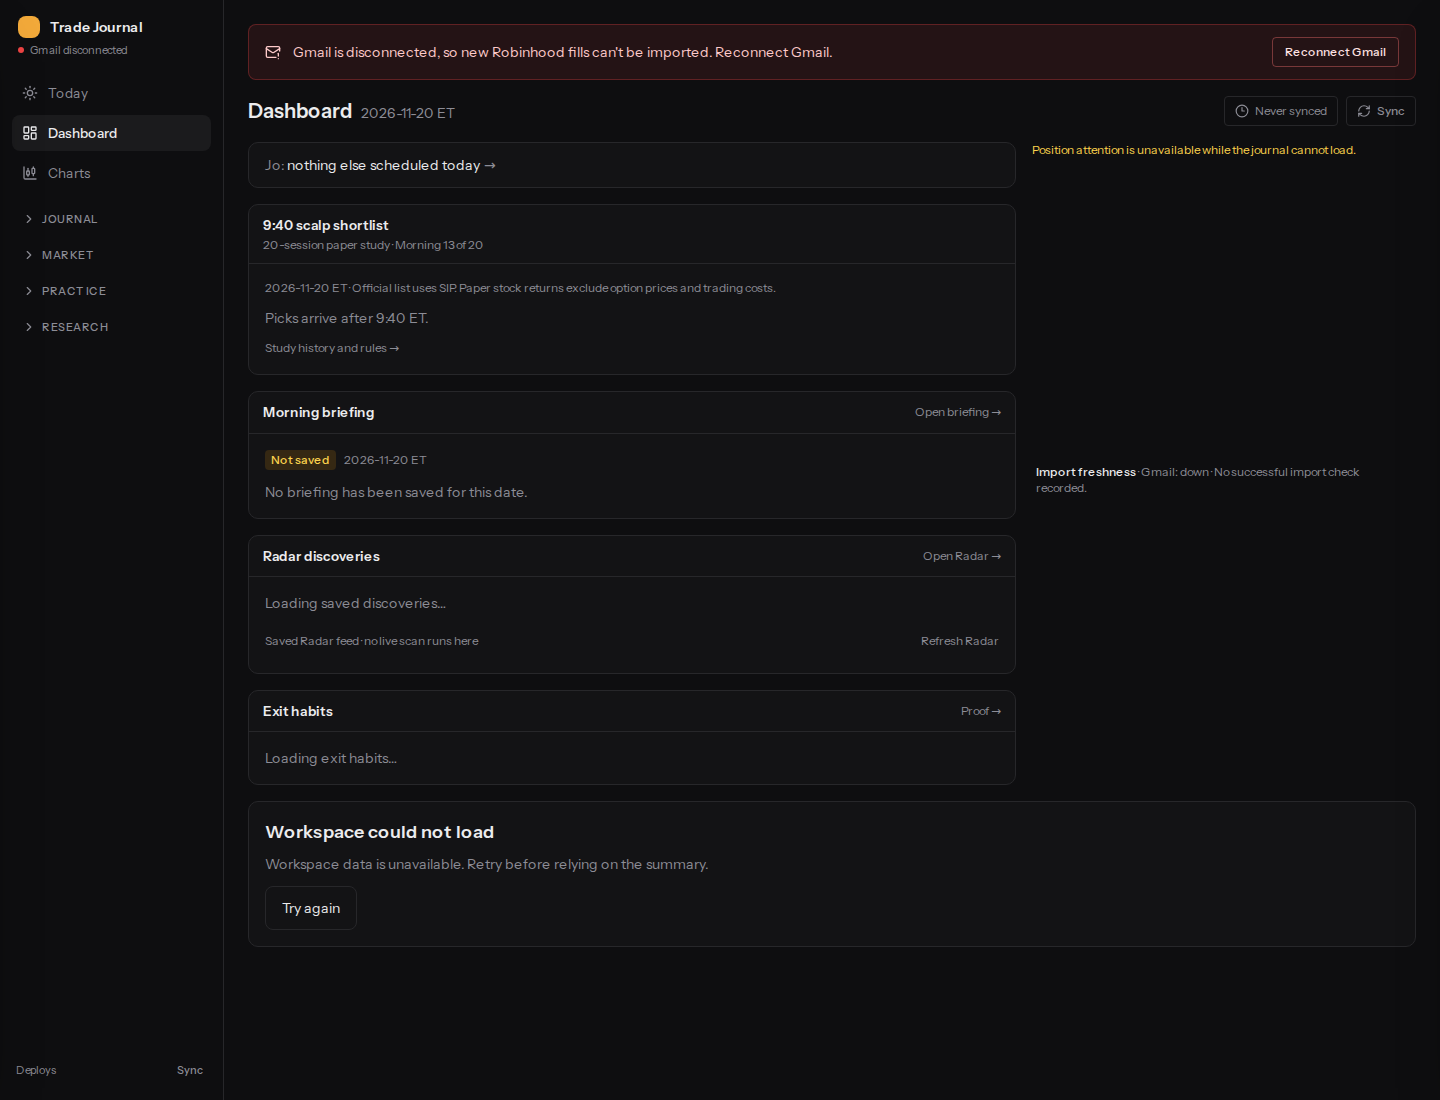 Trade Journal
Gmail disconnected
Today
Dashboard
Charts
JOURNAL
MARKET
PRACTICE
RESEARCH
Deploys
Sync
Gmail is disconnected, so new Robinhood fills can't be imported. Reconnect Gmail.
Reconnect Gmail
Dashboard 2026-11-20 ET
Never synced
Sync
Jo: nothing else scheduled today →
Position attention is unavailable while the journal cannot load.
9:40 scalp shortlist
20-session paper study · Morning 13 of 20
2026-11-20 ET · Official list uses SIP. Paper stock returns exclude option prices and trading costs.
Picks arrive after 9:40 ET.
Study history and rules →
Morning briefing
Open briefing →
Not saved 2026-11-20 ET
No briefing has been saved for this date.
Import freshness · Gmail: down · No successful import check
recorded.
Radar discoveries
Open Radar →
Loading saved discoveries...
Saved Radar feed · no live scan runs here
Refresh Radar
Exit habits
Proof →
Loading exit habits...
Workspace could not load
Workspace data is unavailable. Retry before relying on the summary.
Try again